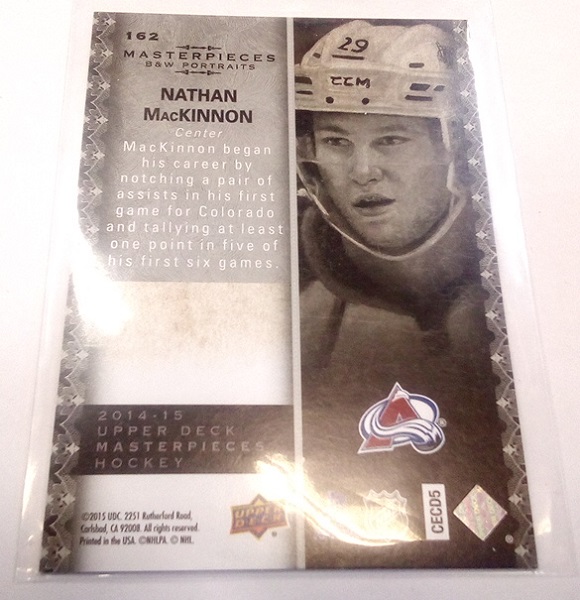 162
MASTERPIECES
B&W PORTRAITS
NATHAN
MACKINNON
Center
MacKinnon began
his career by
notching a pair of
assists in his first
game for Colorado
and tallying at least
one point in five of
his first six games.
29
CCM
2014-15
UPPER DECK
MASTERPIECES
HOCKEY
©2015 UDC. 2251 Rutherford Road,
Carlsbad, CA 92008. All rights reserved.
Printed in the USA. ©NHLPA. © NHL.
UPPER
DECK
NHL
CECD5